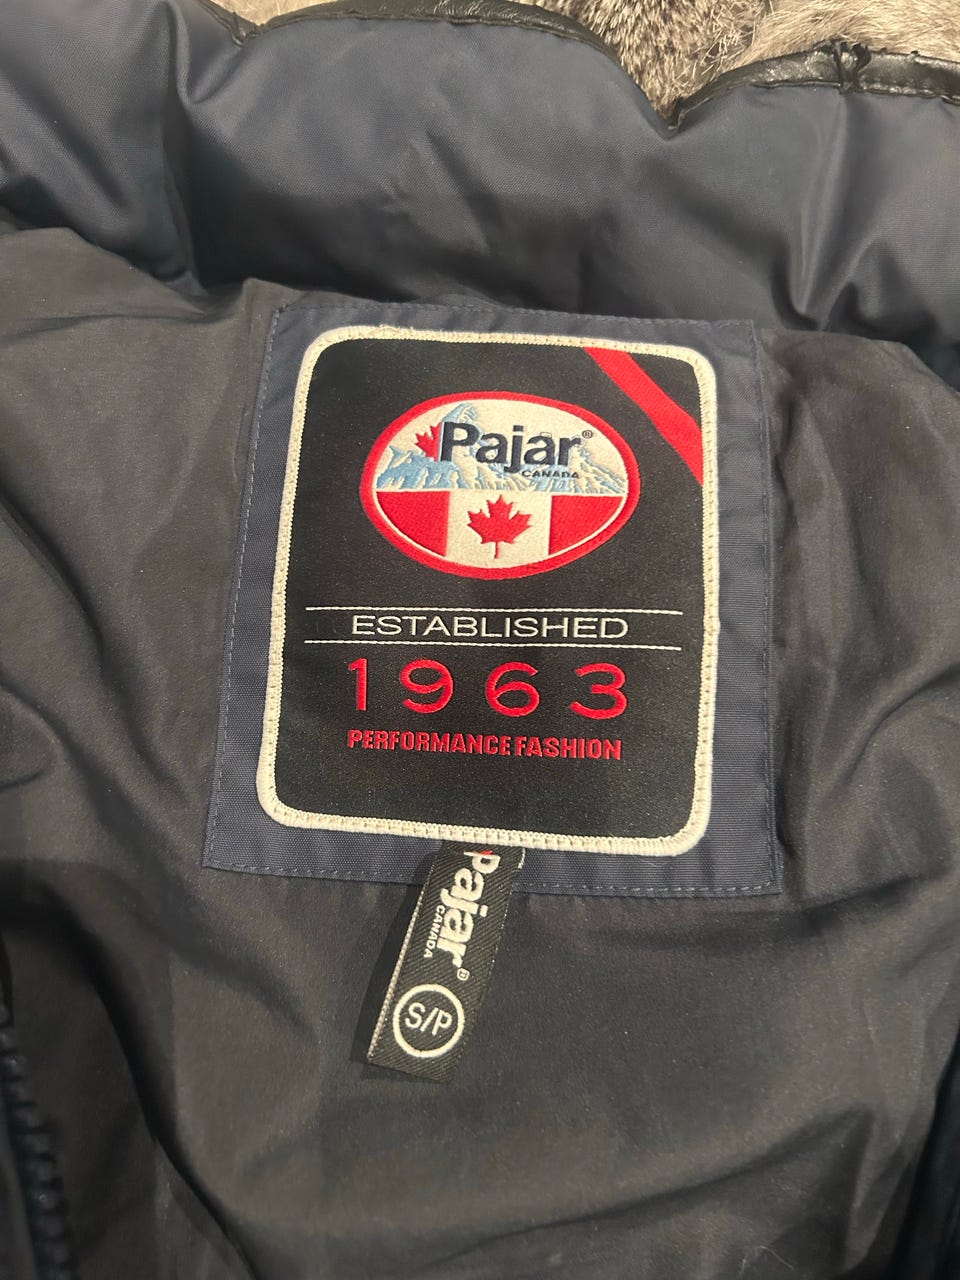 Pajar®
CANADA
ESTABLISHED
1963
PERFORMANCE FASHION
Pajar®
CANADA
S/P